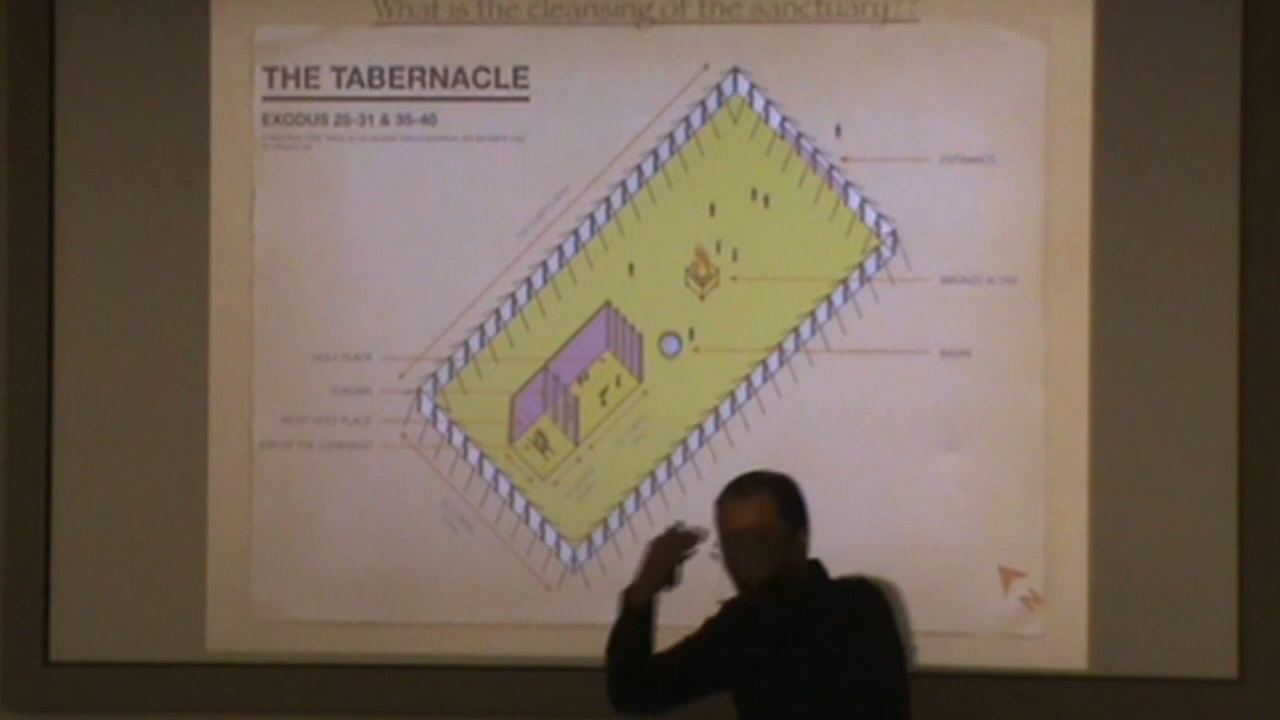 What is the cleansing of the sanctuary??
THE TABERNACLE
EXODUS 25-31 & 35-40
ENTRANCE
BRONZE ALTAR
BASIN
HOLY PLACE
CURTAIN
MOST HOLY PLACE
ARK OF THE COVENANT
N